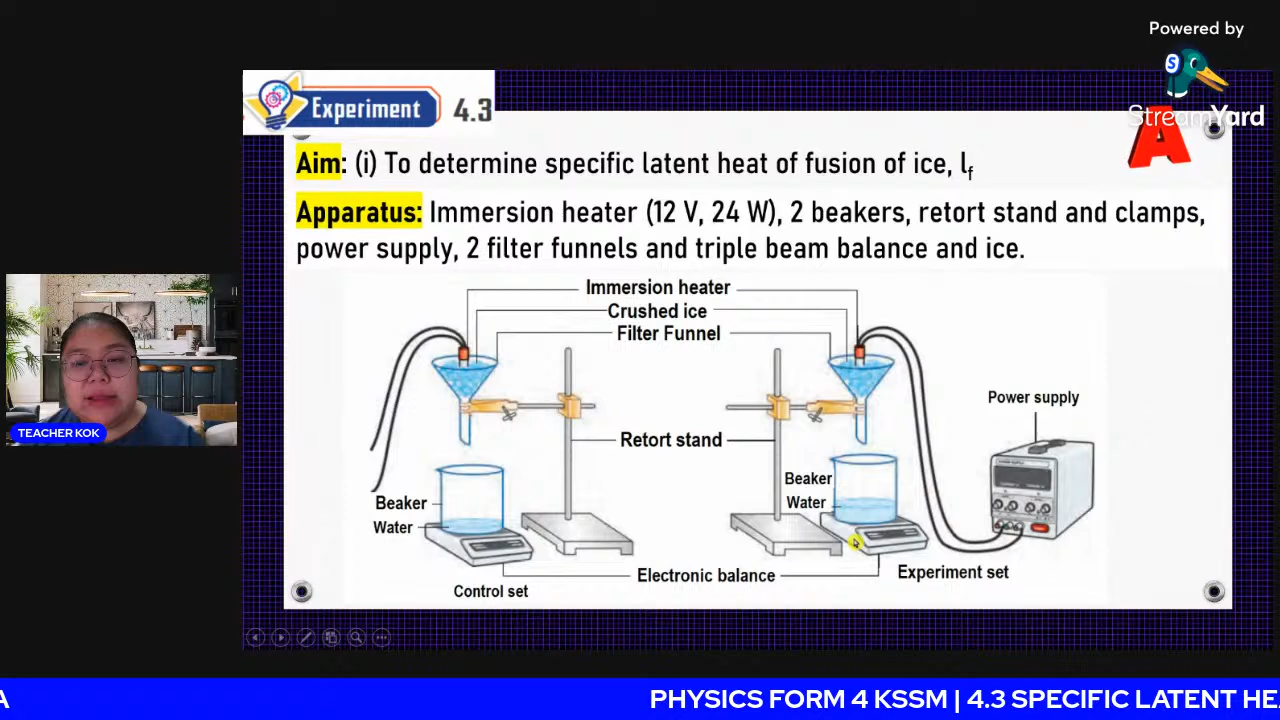 Powered by
S
StreamYard
Experiment 4.3
A
Aim: (i) To determine specific latent heat of fusion of ice, lf
Apparatus: Immersion heater (12 V, 24 W), 2 beakers, retort stand and clamps,
power supply, 2 filter funnels and triple beam balance and ice.
Immersion heater
Crushed ice
Filter Funnel
Power supply
Retort stand
Beaker
Water
Beaker
Water
Electronic balance
Control set
Experiment set
TEACHER KOK
A
PHYSICS FORM 4 KSSM | 4.3 SPECIFIC LATENT HEA